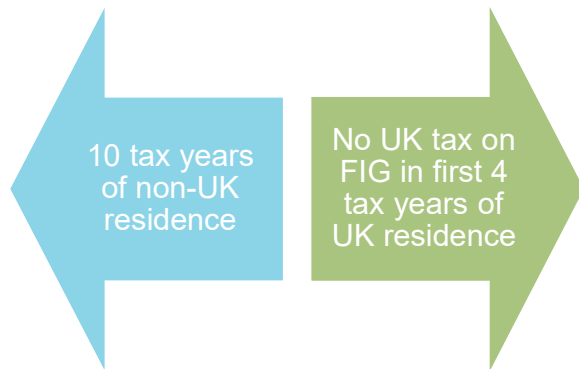 10 tax years
of non-UK
residence
No UK tax on
FIG in first 4
tax years of
UK residence